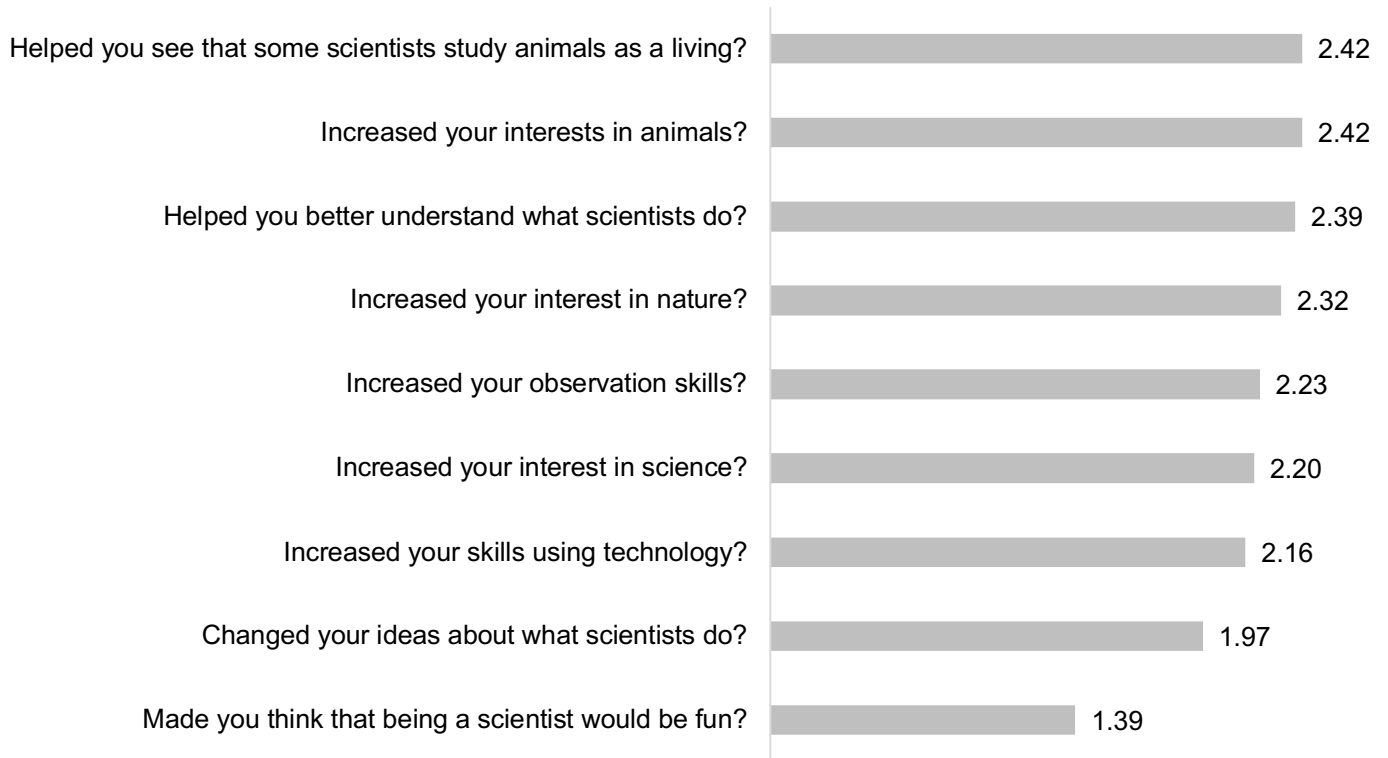 Helped you see that some scientists study animals as a living? 2.42
Increased your interests in animals? 2.42
Helped you better understand what scientists do? 2.39
Increased your interest in nature? 2.32
Increased your observation skills? 2.23
Increased your interest in science? 2.20
Increased your skills using technology? 2.16
Changed your ideas about what scientists do? 1.97
Made you think that being a scientist would be fun? 1.39